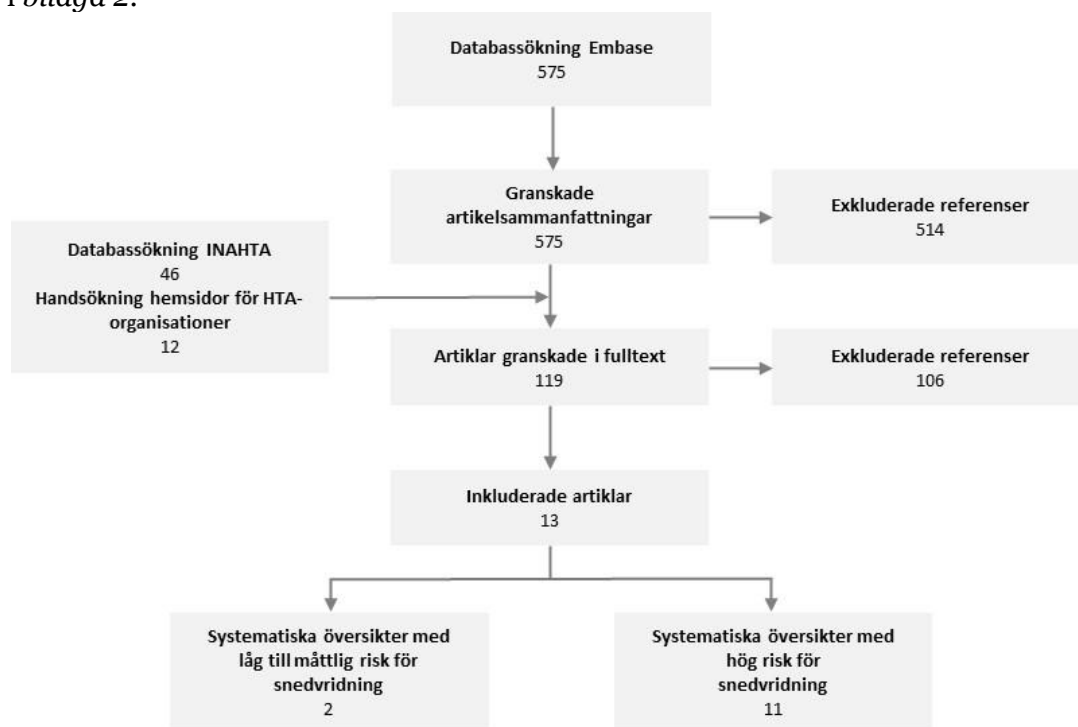 i bilaga 2.
Databassökning Embase
575
Granskade
artikelsammanfattningar
575
Exkluderade referenser
514
Databassökning INAHTA
46
Handsökning hemsidor för HTA-
organisationer
12
Artiklar granskade i fulltext
119
Exkluderade referenser
106
Inkluderade artiklar
13
Systematiska översikter med
låg till måttlig risk för
snedvridning
2
Systematiska översikter med
hög risk för
snedvridning
11